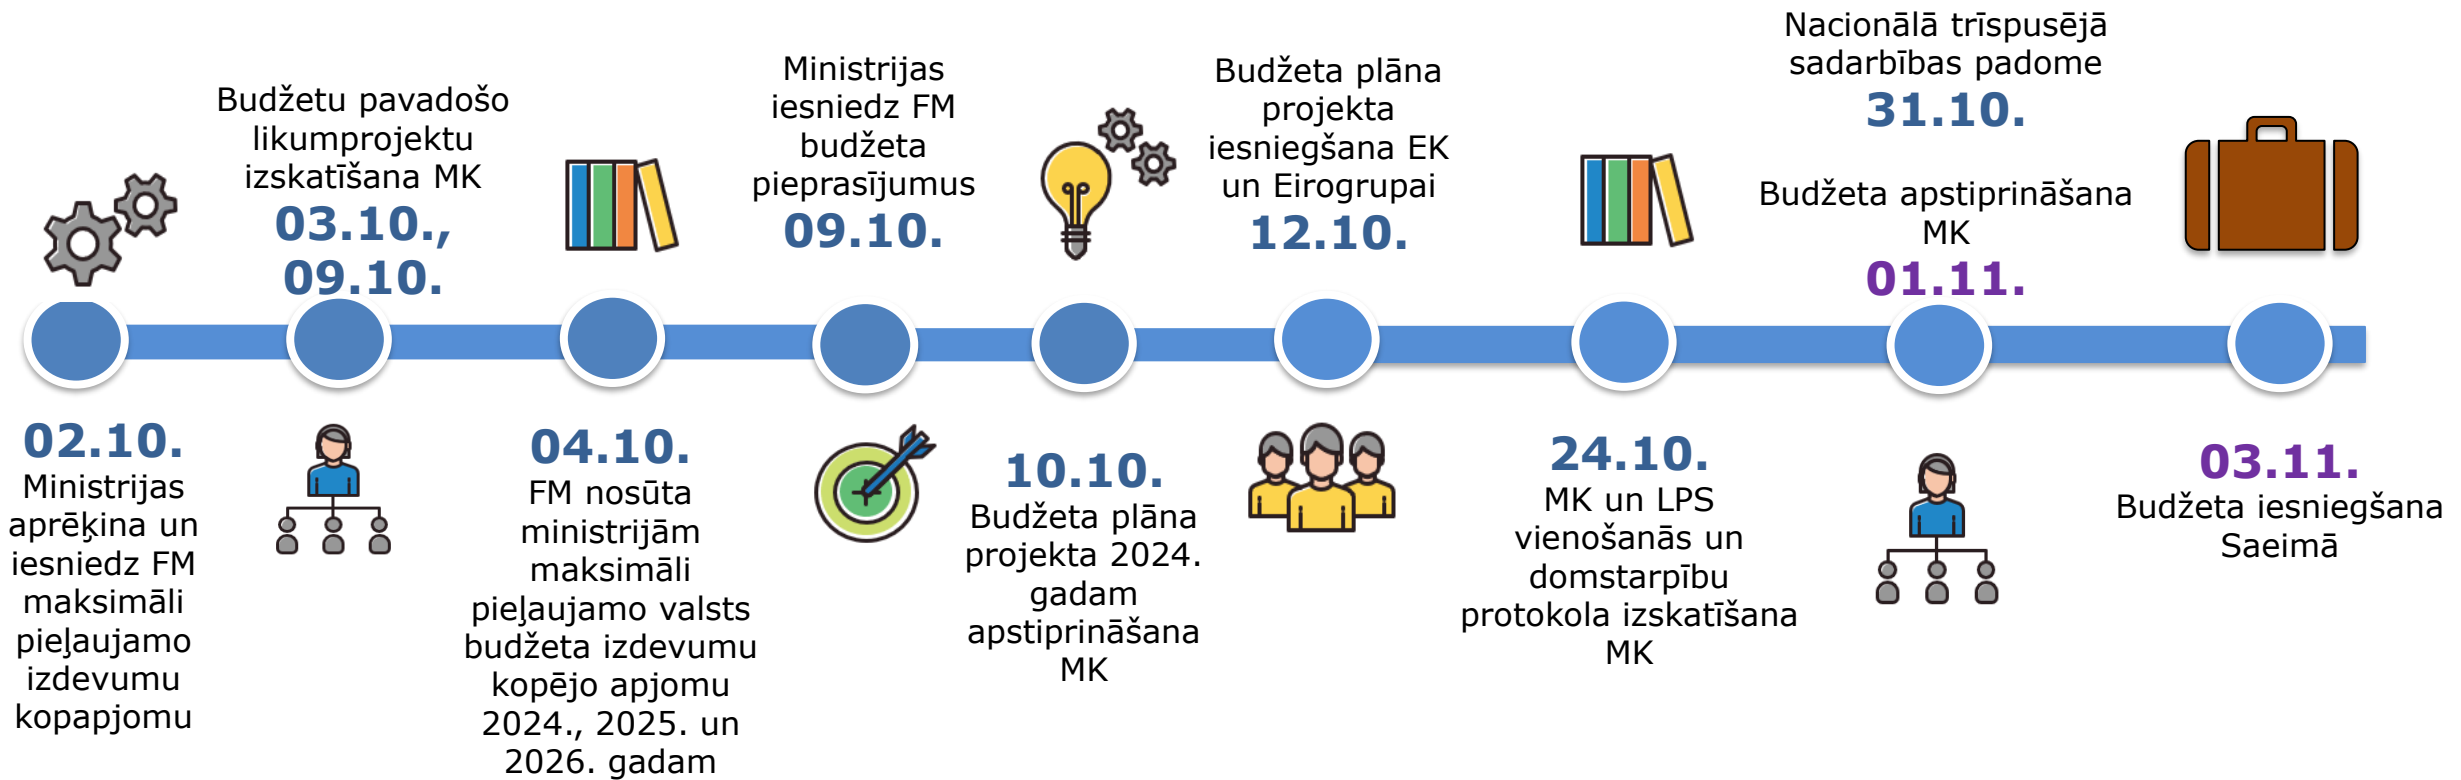 02.10.
Ministrijas
aprēķina un
iesniedz FM
maksimāli
pieļaujamo
izdevumu
kopapjomu
Budžetu pavadošo
likumprojektu
izskatīšana MK
03.10.,
09.10.
04.10.
FM nosūta
ministrijām
maksimāli
pieļaujamo valsts
budžeta izdevumu
kopējo apjomu
2024., 2025. un
2026. gadam
Ministrijas
iesniedz FM
budžeta
pieprasījumus
09.10.
10.10.
Budžeta plāna
projekta 2024.
gadam
apstiprināšana
MK
Budžeta plāna
projekta
iesniegšana EK
un Eirogrupai
12.10.
24.10.
MK un LPS
vienošanās un
domstarpību
protokola izskatīšana
MK
Nacionālā trīspusējā
sadarbības padome
31.10.
Budžeta apstiprināšana
MK
01.11.
03.11.
Budžeta iesniegšana
Saeimā